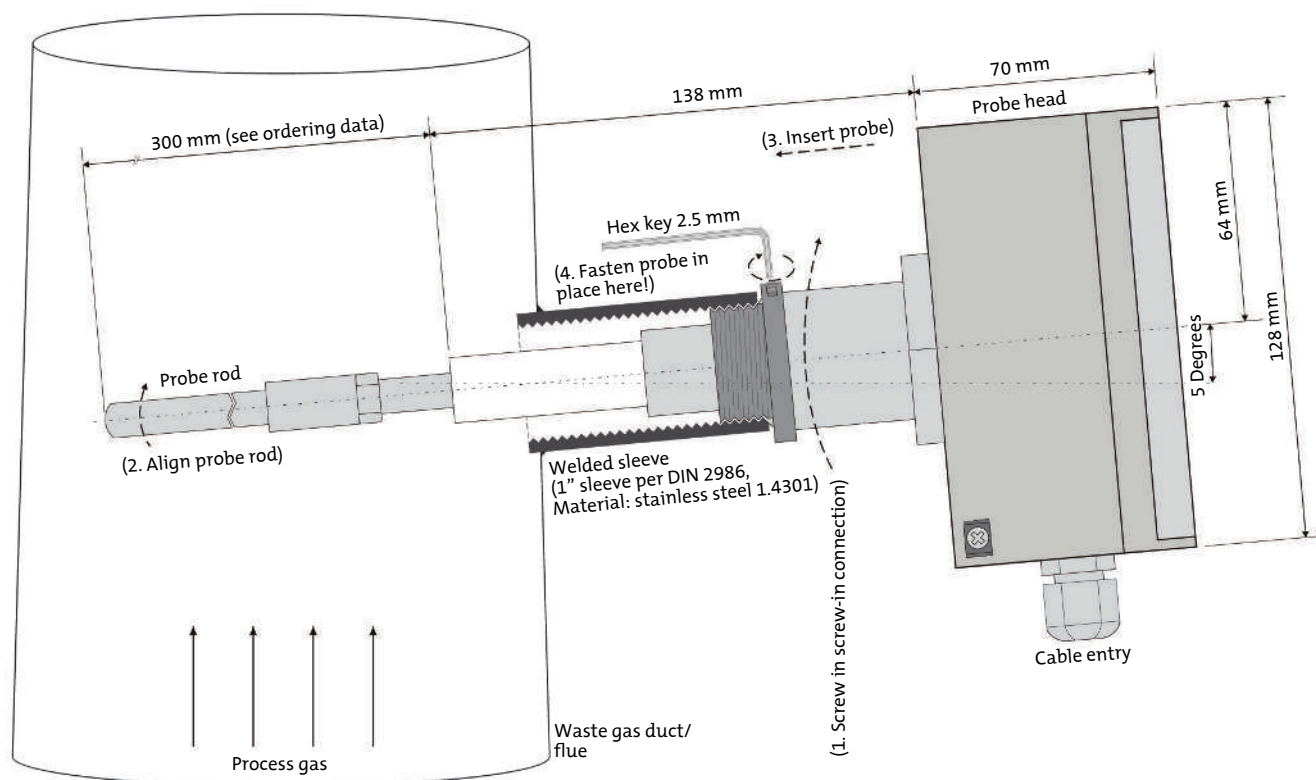 70 mm
138 mm
Probe head
300 mm (see ordering data)
(3. Insert probe)
64 mm
128 mm
Hex key 2.5 mm
(4. Fasten probe in
place here!)
5 Degrees
Probe rod
(2. Align probe rod)
Welded sleeve
(1” sleeve per DIN 2986,
Material: stainless steel 1.4301)
(1. Screw in screw-in connection)
Cable entry
Waste gas duct/
flue
Process gas